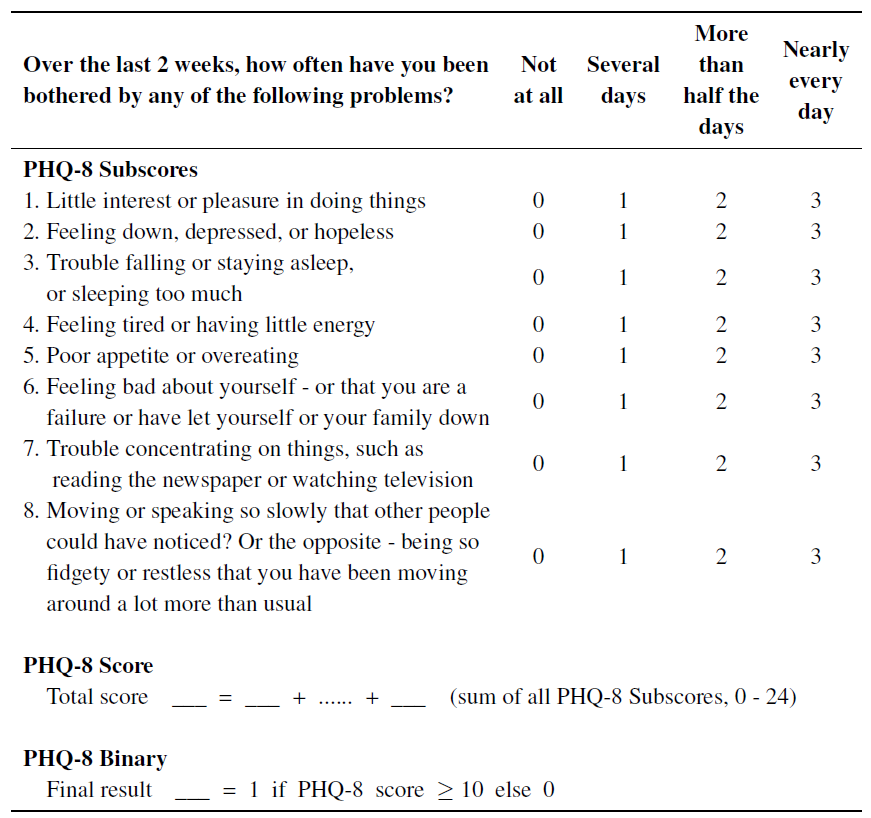 Over the last 2 weeks, how often have you been bothered by any of the following problems?
Not at all
Several days
More than half the days
Nearly every day
PHQ-8 Subscores
1. Little interest or pleasure in doing things 0 1 2 3
2. Feeling down, depressed, or hopeless 0 1 2 3
3. Trouble falling or staying asleep,
or sleeping too much 0 1 2 3
4. Feeling tired or having little energy 0 1 2 3
5. Poor appetite or overeating 0 1 2 3
6. Feeling bad about yourself - or that you are a
failure or have let yourself or your family down 0 1 2 3
7. Trouble concentrating on things, such as
reading the newspaper or watching television 0 1 2 3
8. Moving or speaking so slowly that other people
could have noticed? Or the opposite - being so
fidgety or restless that you have been moving
around a lot more than usual 0 1 2 3
PHQ-8 Score
Total score ___ = ___ + ...... + ___ (sum of all PHQ-8 Subscores, 0 - 24)
PHQ-8 Binary
Final result ___ = 1 if PHQ-8 score ≥ 10 else 0